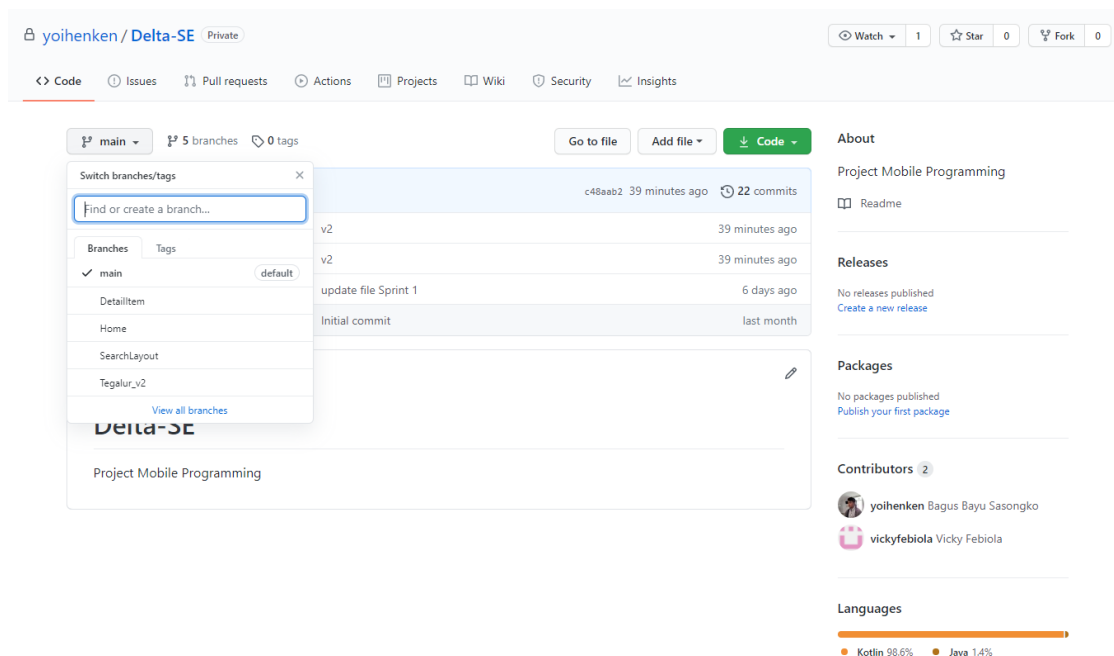 yoihenken / Delta-SE Private
Watch 1 Star 0 Fork 0
Code Issues Pull requests Actions Projects Wiki Security Insights
main 5 branches 0 tags
Go to file Add file Code
Switch branches/tags
Find or create a branch...
Branches Tags
main default
DetailItem
Home
SearchLayout
Tegalur_v2
View all branches
c48aab2 39 minutes ago 22 commits
v2 39 minutes ago
v2 39 minutes ago
update file Sprint 1 6 days ago
Initial commit last month
Delta-SE
Project Mobile Programming
About
Project Mobile Programming
Readme
Releases
No releases published
Create a new release
Packages
No packages published
Publish your first package
Contributors 2
yoihenken Bagus Bayu Sasongko
vickyfebiola Vicky Febiola
Languages
Kotlin 98.6% Java 1.4%